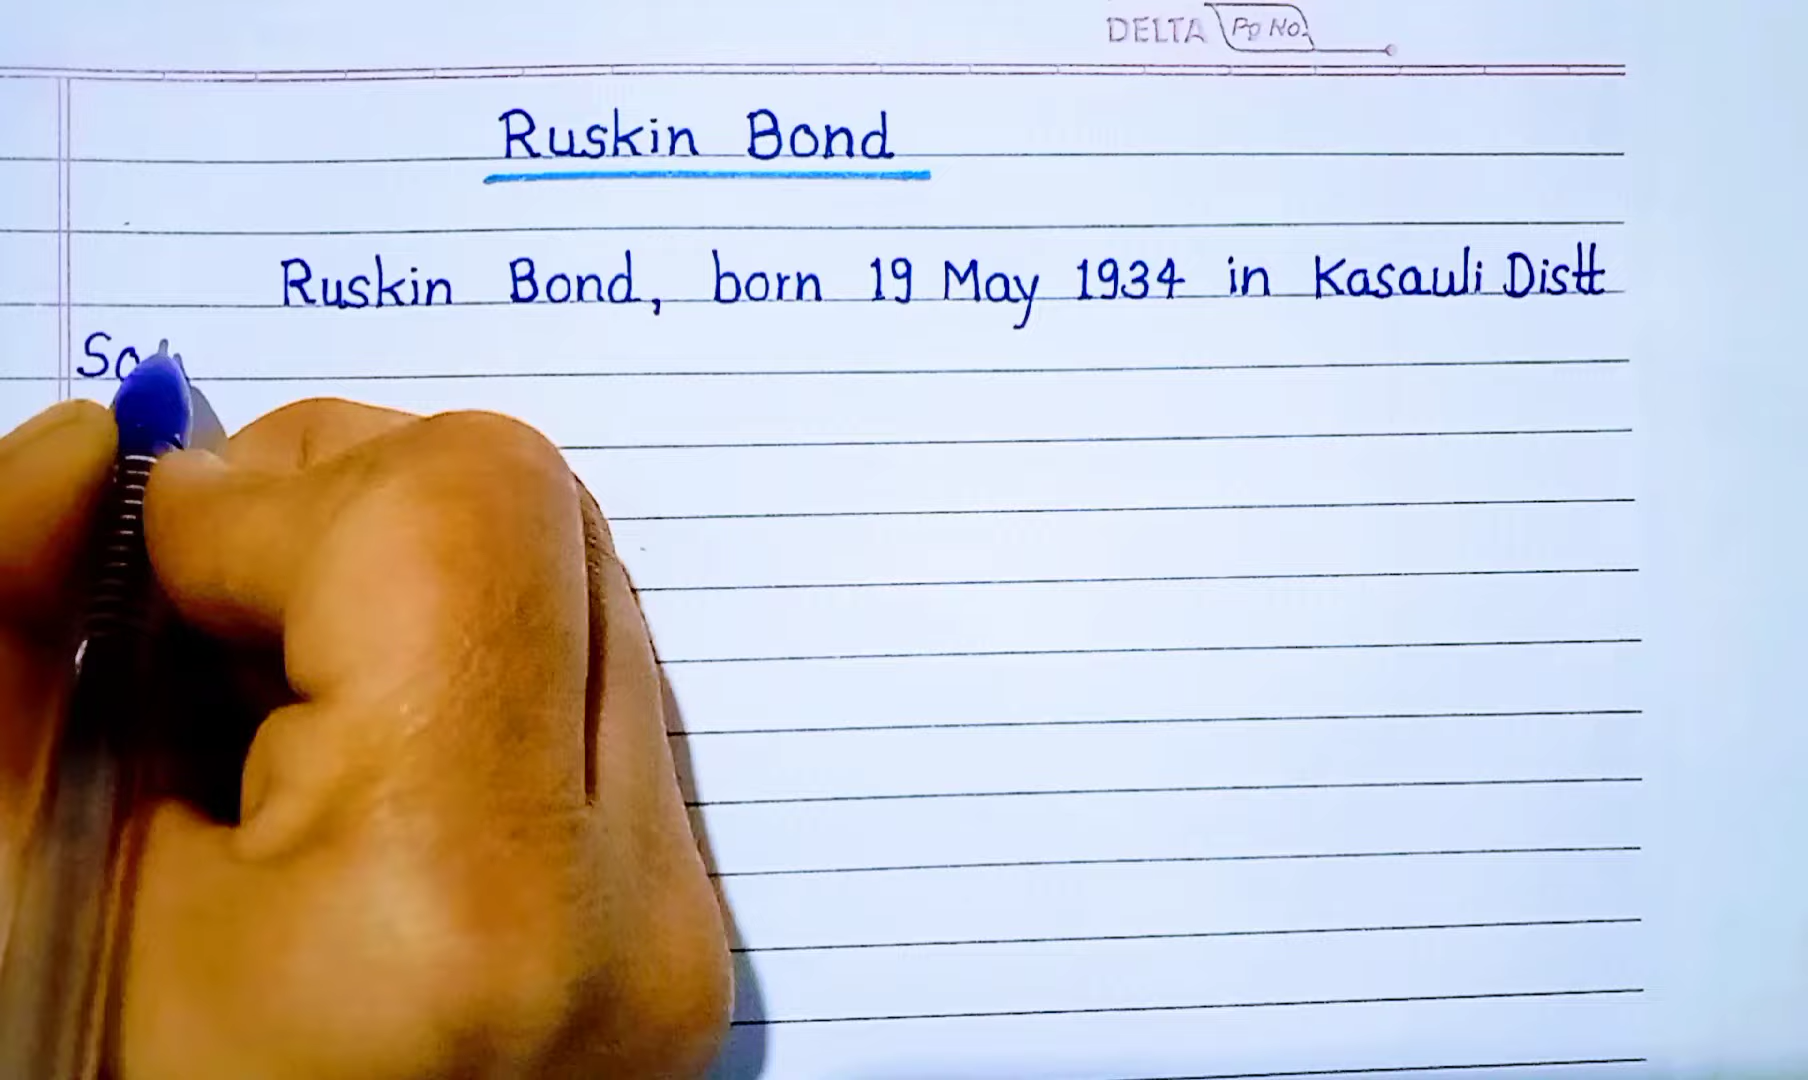 DELTA Pg No.
Ruskin Bond
Ruskin Bond, born 19 May 1934 in Kasauli Distt